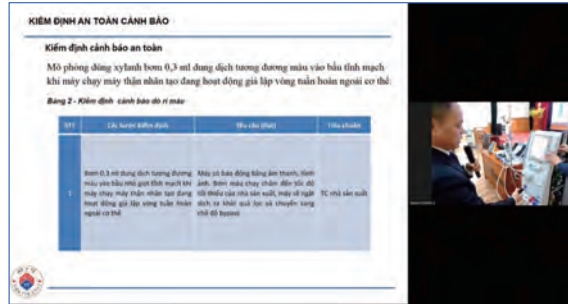 KIỂM ĐỊNH AN TOÀN CẢNH BÁO
Kiểm định cảnh báo an toàn
Mô phỏng dùng xylanh bơm 0,3 ml dung dịch tương đương máu vào bầu tĩnh mạch
khi máy chạy máy thận nhân tạo đang hoạt động giả lập vòng tuần hoàn ngoài cơ thể.
Bảng 2 - Kiểm định cảnh báo dò rỉ máu
STT
Các bước kiểm định
Yêu cầu (đạt)
Tiêu chuẩn
1
Bơm 0,3 ml dung dịch tương đương
máu vào bầu nhỏ giọt tĩnh mạch khi
máy chạy máy thận nhân tạo đang
hoạt động giả lập vòng tuần hoàn
ngoài cơ thể
Máy có báo động bằng âm thanh, hình
ảnh. Bơm máu chạy chậm đến tốc độ
tối thiểu của nhà sản xuất, máy sẽ ngắt
dịch ra khỏi quả lọc và chuyển sang
chế độ bypass
TC nhà sản xuất